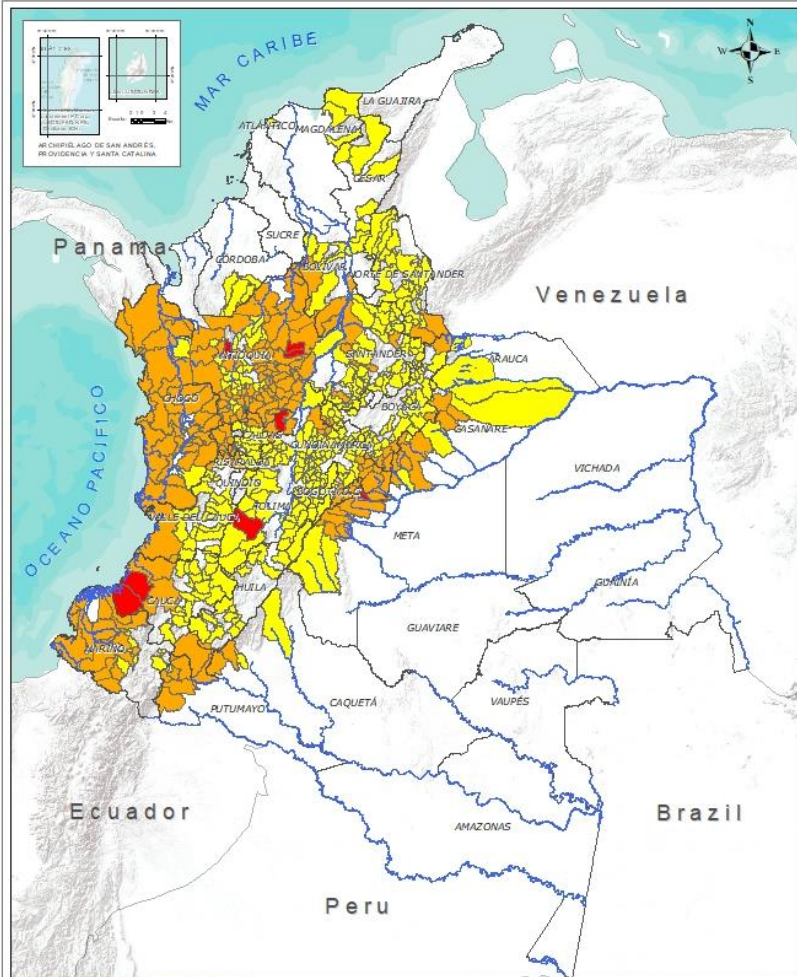 N
W
E
S
MAR CARIBE
ARCHIPIÉLAGO DE SAN ANDRÉS,
PROVIDENCIA Y SANTA CATALINA
LA GUAJIRA
ATLÁNTICO
MAGDALENA
CESAR
Panama
SUCRE
CÓRDOBA
BOLÍVAR
NORTE DE SANTANDER
Venezuela
ANTIOQUIA
SANTANDER
ARAUCA
CHOCÓ
BOYACÁ
CASANARE
CUNDINAMARCA
OCEANO PACIFICO
RISARALDA
QUINDIO
VICHADA
VALLE DEL CAUCA
TOLIMA
META
GUAINÍA
HUILA
CAUCA
GUAVIARE
NARIÑO
PUTUMAYO
CAQUETÁ
VAUPÉS
Ecuador
AMAZONAS
Brazil
Peru